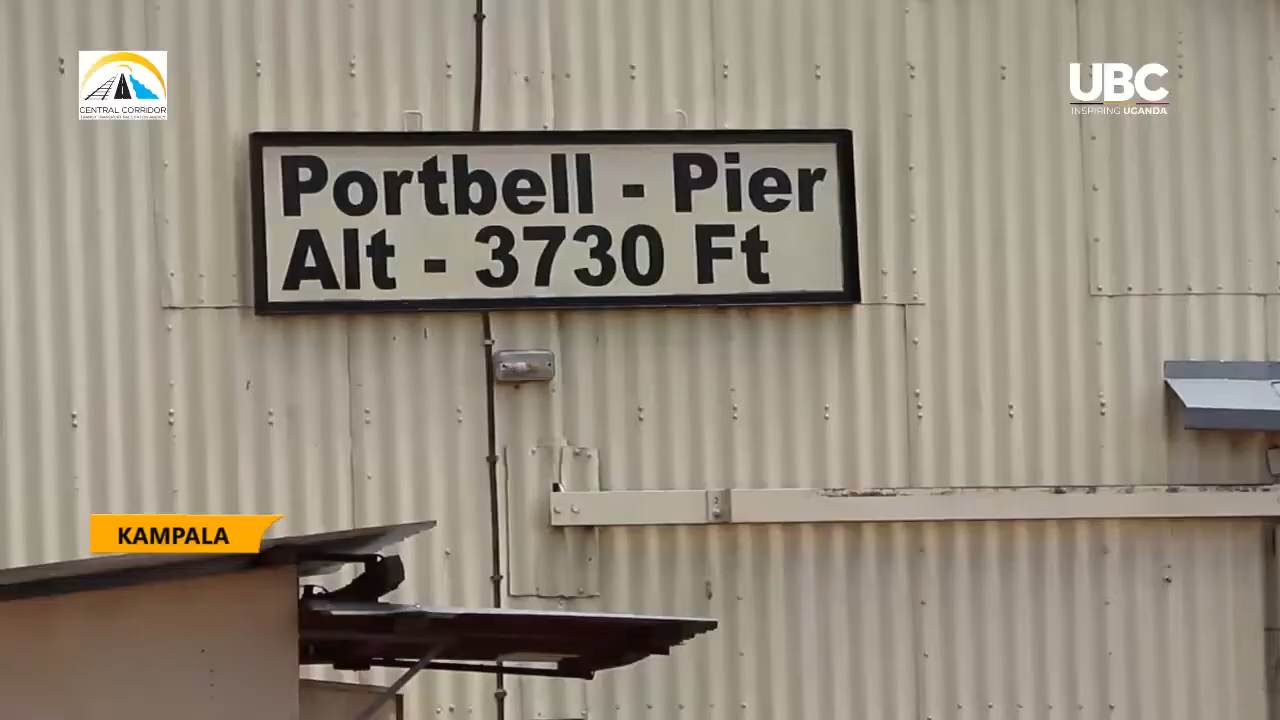 CENTRAL CORRIDOR
UBC
INSPIRING UGANDA
Portbell - Pier
Alt - 3730 Ft
KAMPALA